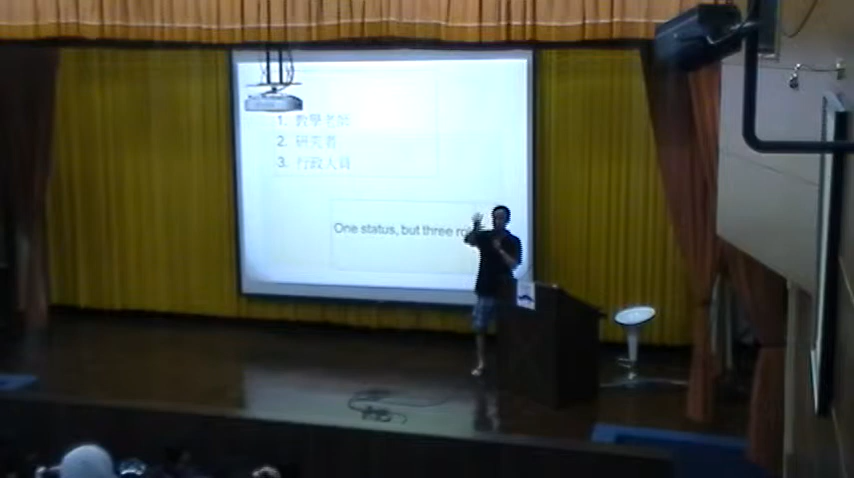 1. 教學老師
2. 研究者
3. 行政人員
One status, but three